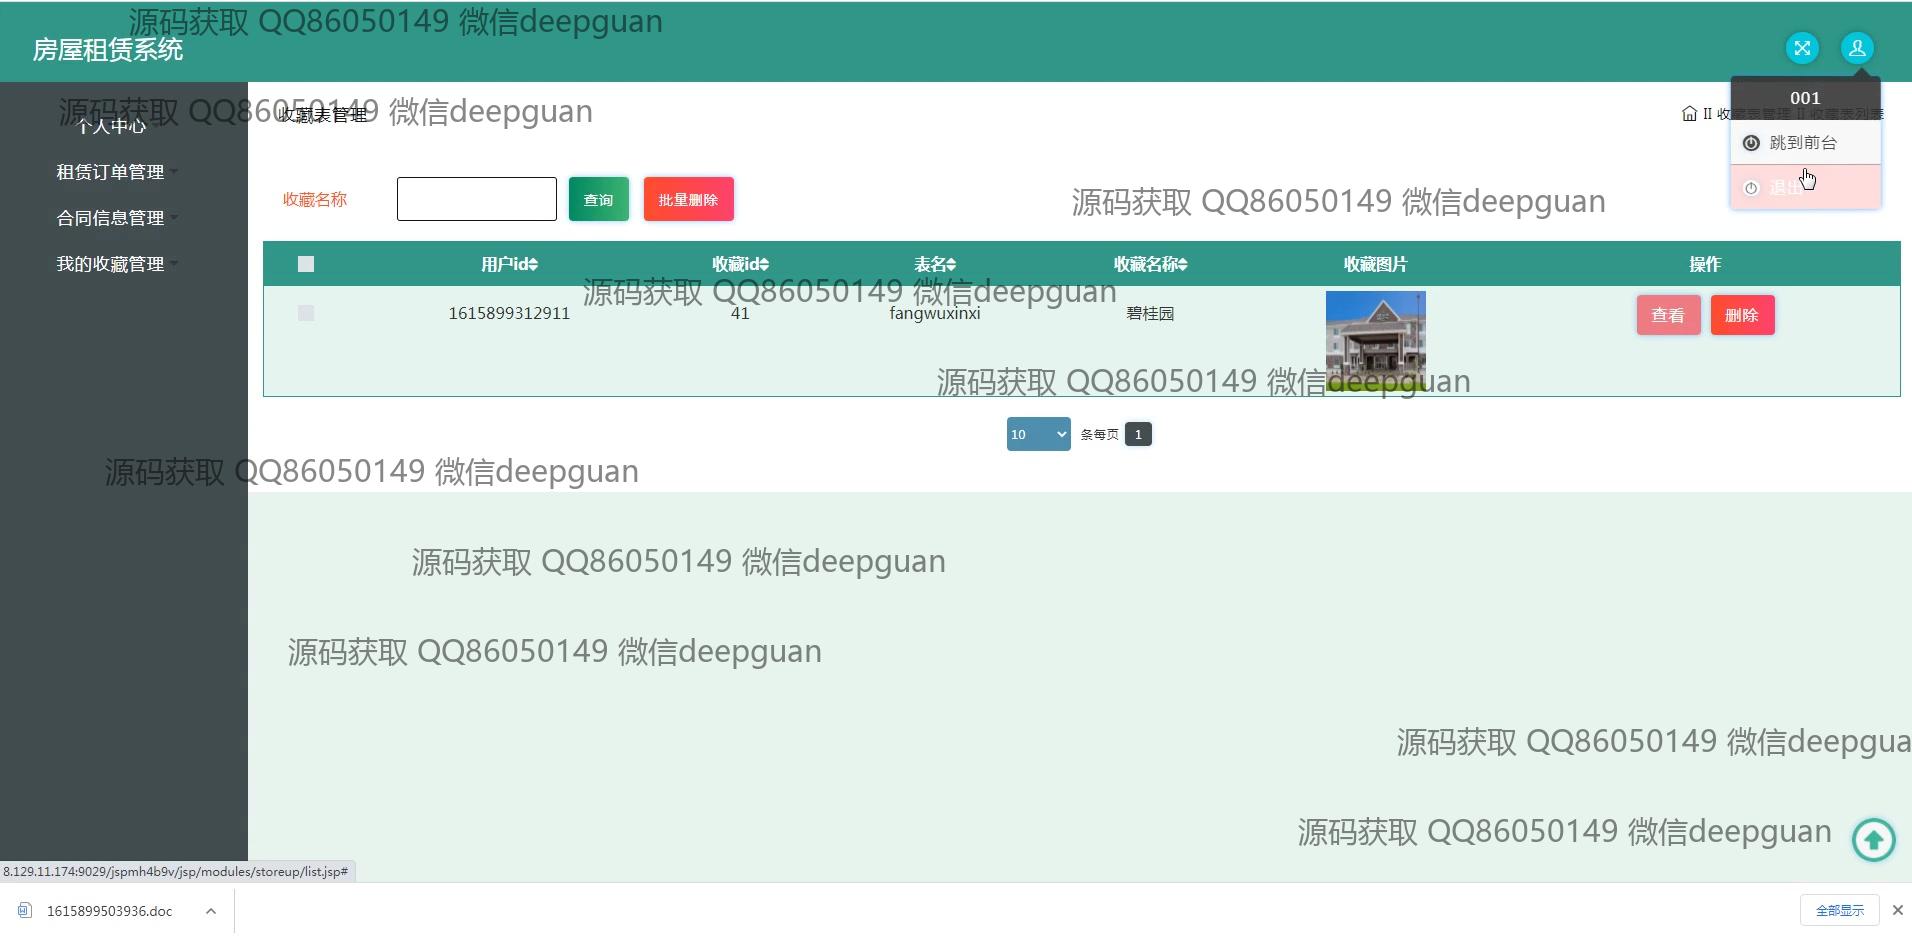 源码获取 QQ86050149 微信deepguan
房屋租赁系统
001
源码获取 QQ86050149 微信deepguan
收藏表管理
II 收藏表管理 II 收藏表列表
个人中心
跳到前台
租赁订单管理
退出
收藏名称
查询
批量删除
源码获取 QQ86050149 微信deepguan
合同信息管理
我的收藏管理
用户id 收藏id 表名 收藏名称 收藏图片 操作
源码获取 QQ86050149 微信deepguan
1615899312911 41 fangwuxinxi 碧桂园 查看 删除
源码获取 QQ86050149 微信deepguan
10 条每页 1
源码获取 QQ86050149 微信deepguan
源码获取 QQ86050149 微信deepguan
源码获取 QQ86050149 微信deepguan
源码获取 QQ86050149 微信deepgua
源码获取 QQ86050149 微信deepguan
8.129.11.174:9029/jspmh4b9v/jsp/modules/storeup/list.jsp#
1615899503936.doc
全部显示